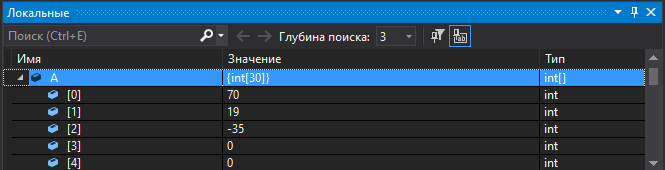 Локальные
Поиск (Ctrl+E) Глубина поиска: 3
Имя Значение Тип
A {int[30]} int[]
[0] 70 int
[1] 19 int
[2] -35 int
[3] 0 int
[4] 0 int